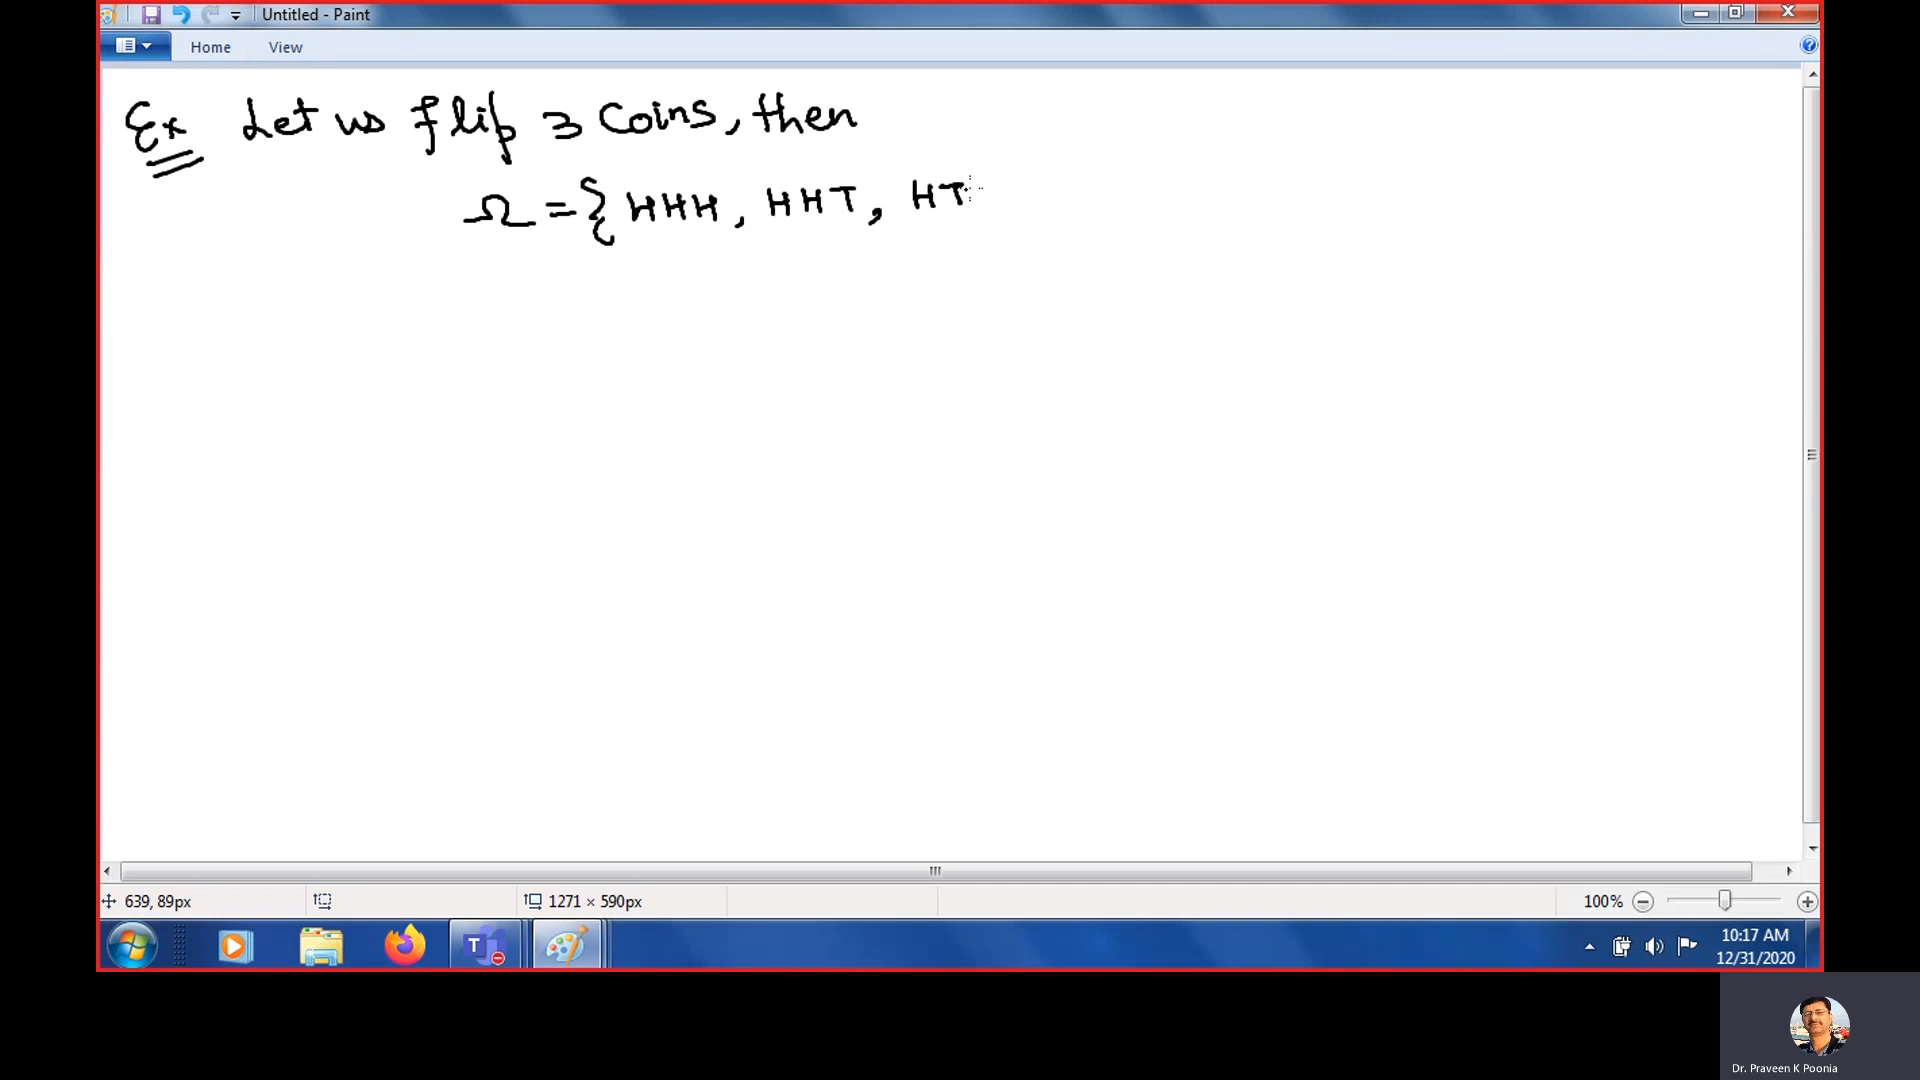 Untitled - Paint
Home View
Ex Let us flip 3 Coins, then
Ω = { HHH, HHT, HT
639, 89px
1271 × 590px
100%
T
10:17 AM
12/31/2020
Dr. Praveen K Poonia